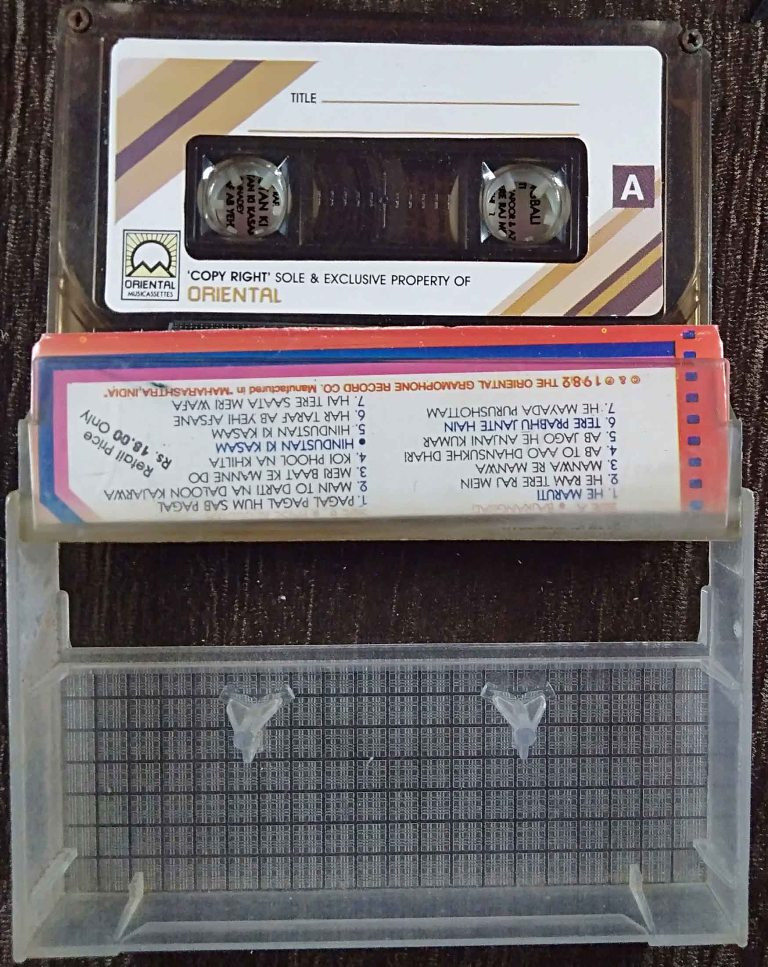 TITLE
A
ORIENTAL
MUSICASSETTES
'COPY RIGHT' SOLE & EXCLUSIVE PROPERTY OF
ORIENTAL
1. HE MARUTI
2. HE RAM TERE RAJ MEIN
3. MANWA RE MANWA
4. AB TO AAO DHANSUKHE DHARI
5. AB JAGO HE ANJANI KUMAR
6. TERE PRABHU JANTE HAIN
7. HE MAYADA PURUSHOTTAM
1. PAGAL PAGAL HUM SAB PAGAL
2. MAIN TO DARTI NA DALOON KAJARWA
3. MERI BAAT KE MANNE DO
4. KOI PHOOL NA KHILTA
• HINDUSTAN KI KASAM
5. HINDUSTAN KI KASAM
6. HAR TARAF AB YEHI AFSANE
7. HAI TERE SAATA MERI WAFA
Retail Price
Rs. 18.00 Only
© & ℗ 1982 THE ORIENTAL GRAMOPHONE RECORD CO. Manufactured in "MAHARASHTRA, INDIA".